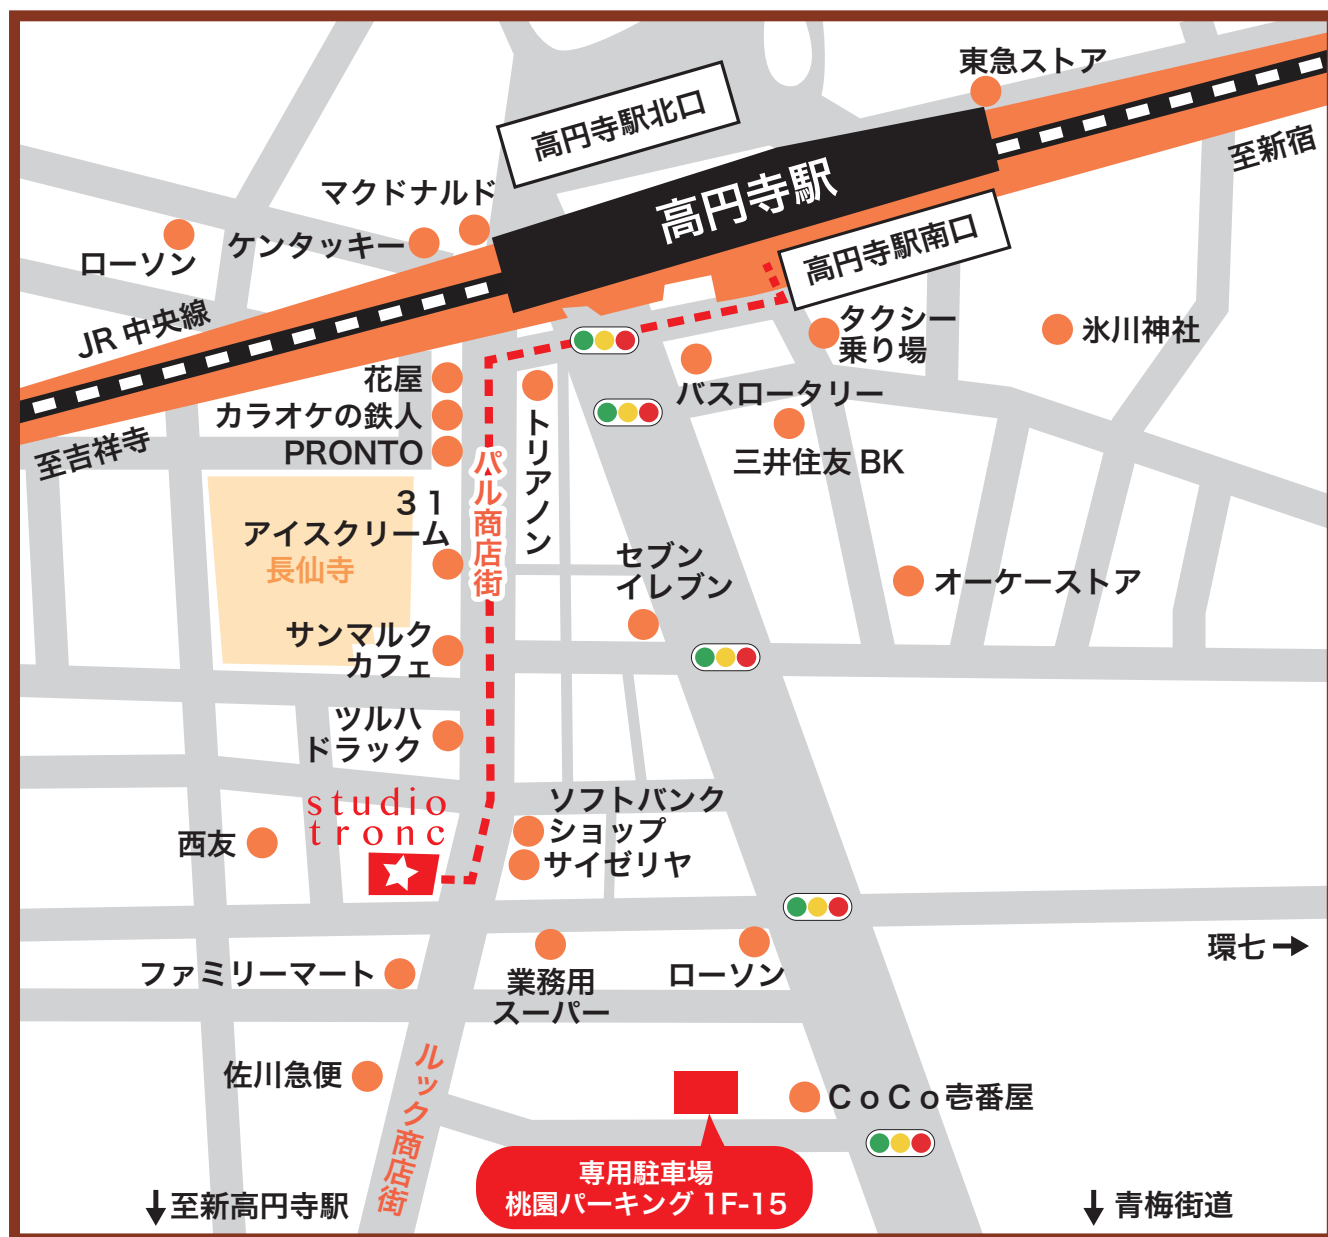 東急ストア
高円寺駅北口
至新宿
高円寺駅
マクドナルド
ケンタッキー
ローソン
高円寺駅南口
JR 中央線
タクシー
乗り場
氷川神社
花屋
カラオケの鉄人
PRONTO
至吉祥寺
トリアノン
バスロータリー
三井住友 BK
パル商店街
31
アイスクリーム
長仙寺
セブン
イレブン
オーケーストア
サンマルク
カフェ
ツルハ
ドラック
studio
tronc
西友
ソフトバンク
ショップ
サイゼリヤ
環七
ファミリーマート
業務用
スーパー
ローソン
佐川急便
ルック商店街
CoCo壱番屋
専用駐車場
桃園パーキング 1F-15
至新高円寺駅
青梅街道